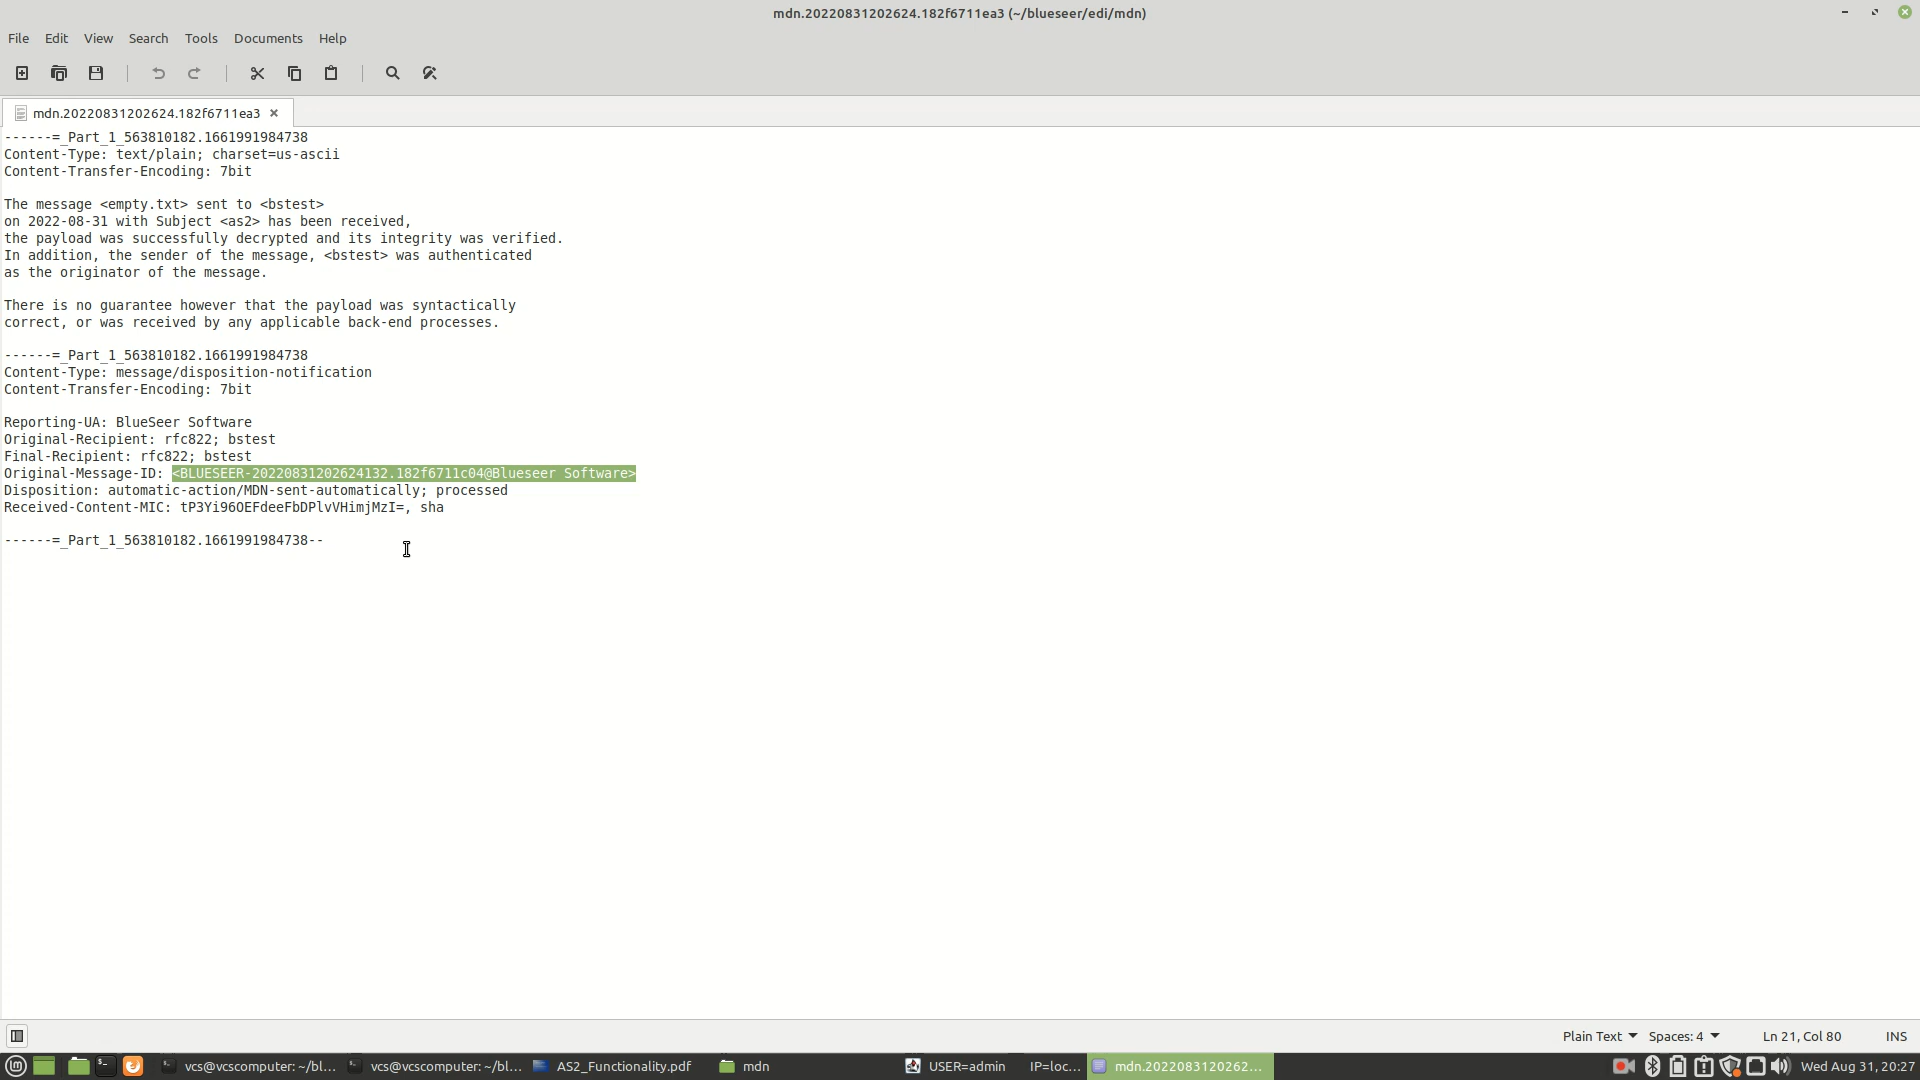 mdn.20220831202624.182f6711ea3 (~/blueseer/edi/mdn)
File Edit View Search Tools Documents Help
mdn.20220831202624.182f6711ea3
------=_Part_1_563810182.1661991984738
Content-Type: text/plain; charset=us-ascii
Content-Transfer-Encoding: 7bit
The message <empty.txt> sent to <bstest>
on 2022-08-31 with Subject <as2> has been received,
the payload was successfully decrypted and its integrity was verified.
In addition, the sender of the message, <bstest> was authenticated
as the originator of the message.
There is no guarantee however that the payload was syntactically
correct, or was received by any applicable back-end processes.
------=_Part_1_563810182.1661991984738
Content-Type: message/disposition-notification
Content-Transfer-Encoding: 7bit
Reporting-UA: BlueSeer Software
Original-Recipient: rfc822; bstest
Final-Recipient: rfc822; bstest
Original-Message-ID: <BLUESEER-20220831202624132.182f6711c04@Blueseer Software>
Disposition: automatic-action/MDN-sent-automatically; processed
Received-Content-MIC: tP3Yi96OEFdeeFbDPlvVHimjMzI=, sha
------=_Part_1_563810182.1661991984738--
Plain Text Spaces: 4 Ln 21, Col 80 INS
vcs@vcscomputer: ~/bl... vcs@vcscomputer: ~/bl... AS2_Functionality.pdf mdn USER=admin IP=loc... mdn.2022083120262... Wed Aug 31, 20:27